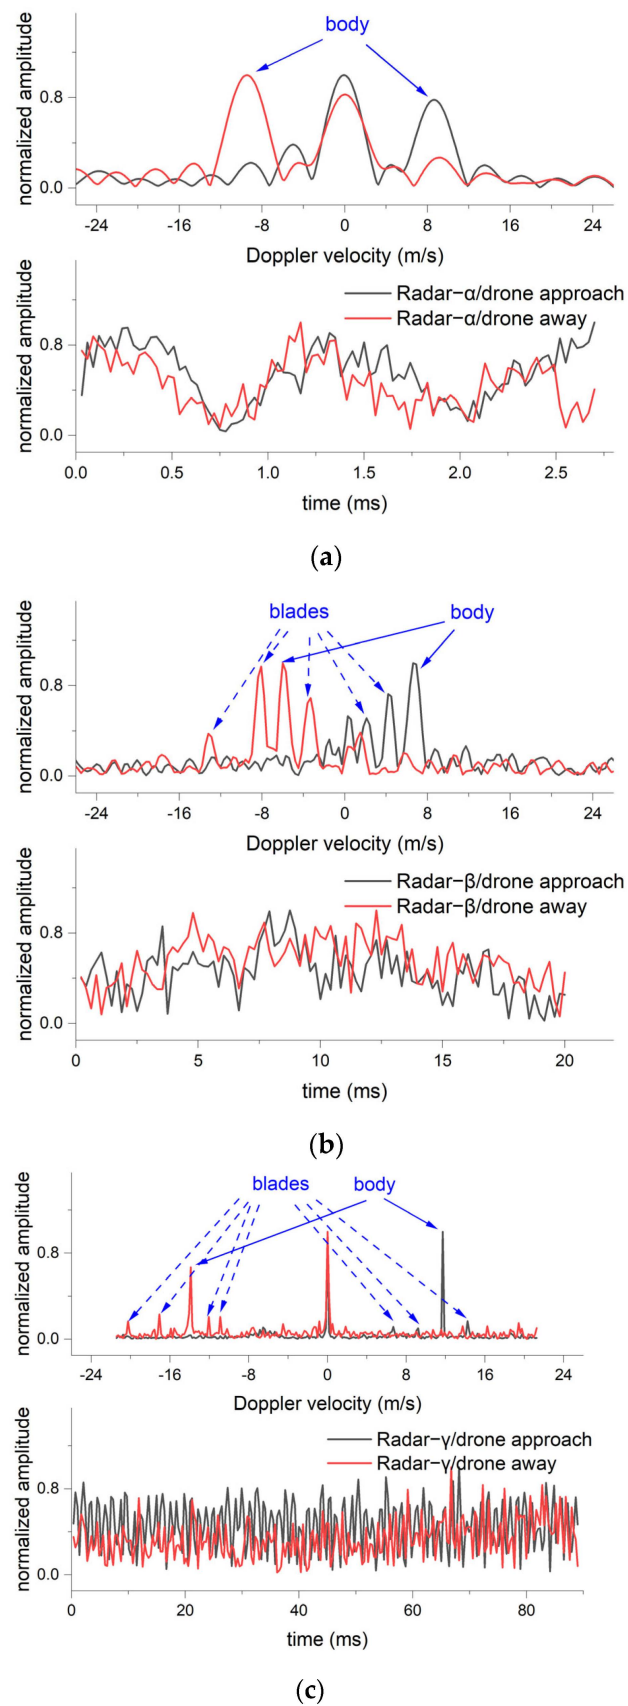 body
normalized amplitude
0.8
0.0
-24 -16 -8 0 8 16 24
Doppler velocity (m/s)
normalized amplitude
Radar−α/drone approach
Radar−α/drone away
0.8
0.0
0.0 0.5 1.0 1.5 2.0 2.5
time (ms)
(a)
blades body
normalized amplitude
0.8
0.0
-24 -16 -8 0 8 16 24
Doppler velocity (m/s)
normalized amplitude
Radar−β/drone approach
Radar−β/drone away
0.8
0.0
0 5 10 15 20
time (ms)
(b)
blades body
normalized amplitude
0.8
0.0
-24 -16 -8 0 8 16 24
Doppler velocity (m/s)
normalized amplitude
Radar−γ/drone approach
Radar−γ/drone away
0.8
0.0
0 20 40 60 80
time (ms)
(c)